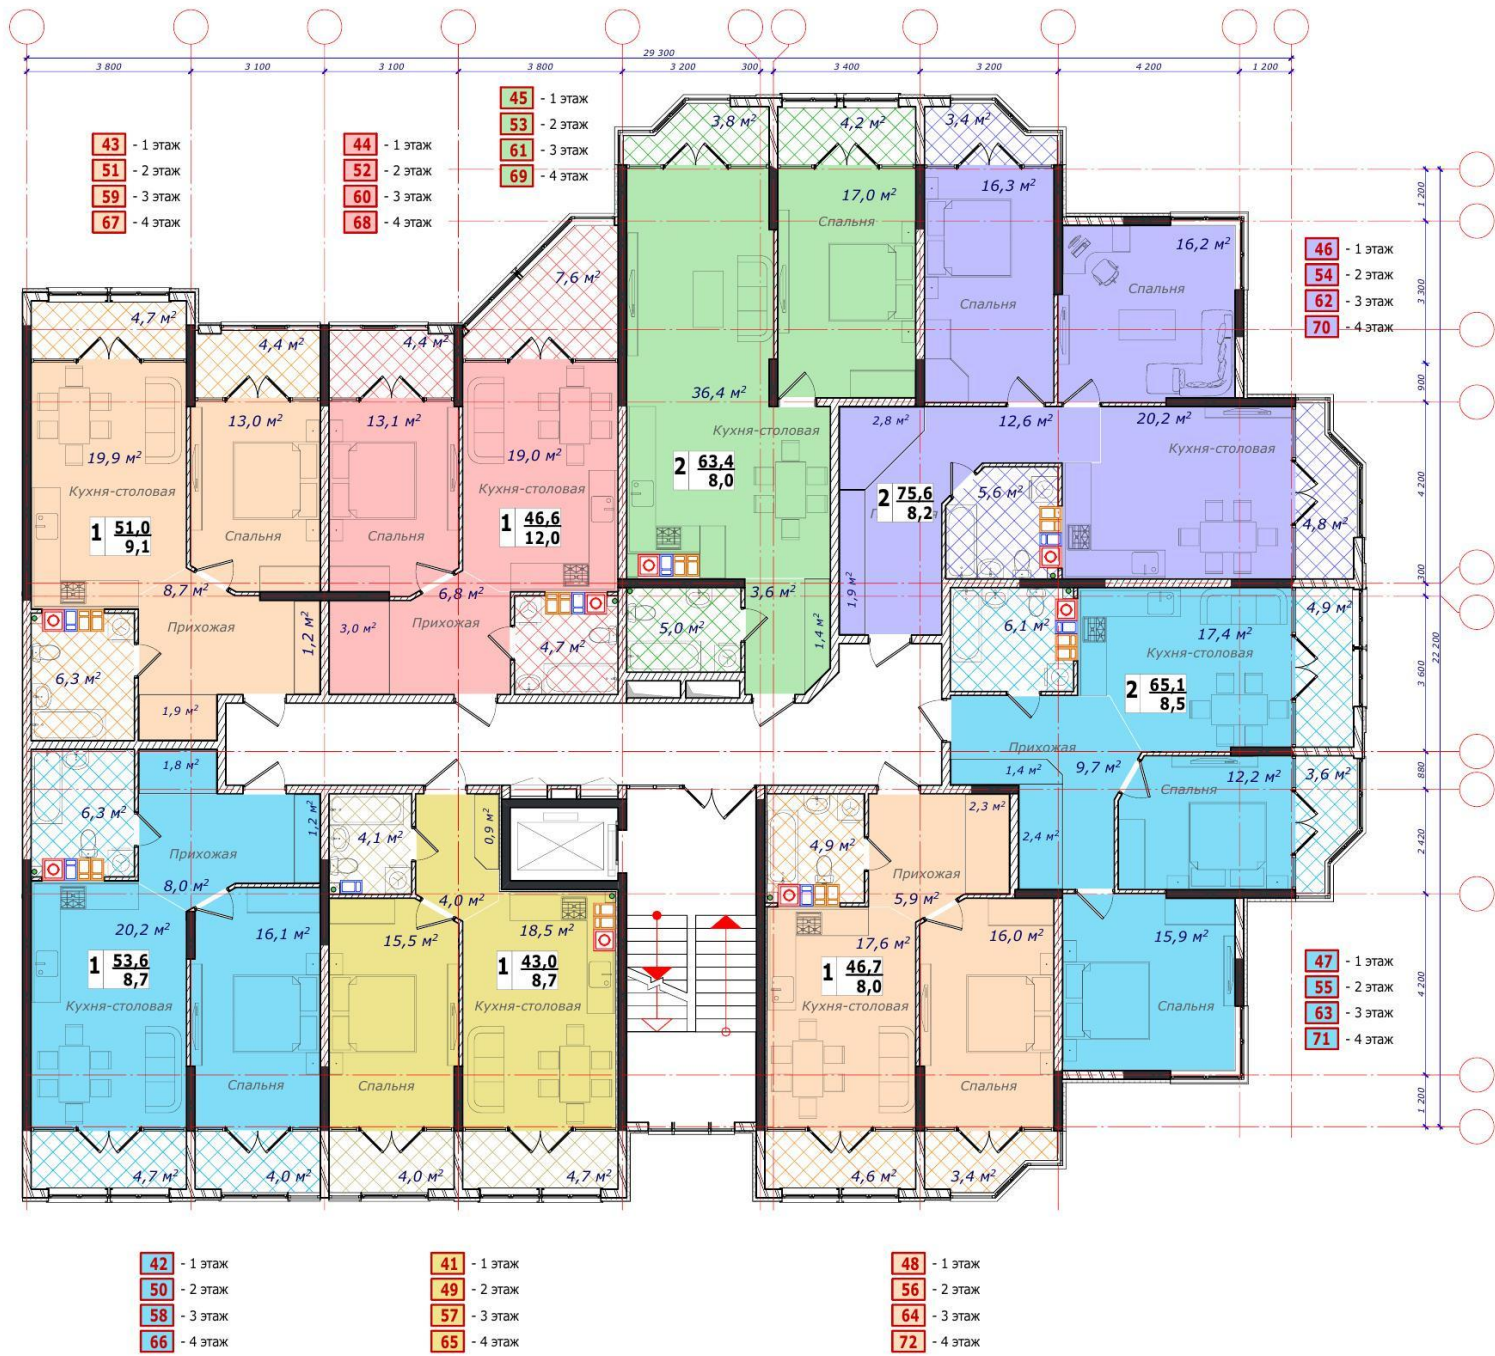 29 300
3 800
3 100
3 100
3 800
3 200
300
3 400
3 200
4 200
1 200
43 - 1 этаж
51 - 2 этаж
59 - 3 этаж
67 - 4 этаж
44 - 1 этаж
52 - 2 этаж
60 - 3 этаж
68 - 4 этаж
45 - 1 этаж
53 - 2 этаж
61 - 3 этаж
69 - 4 этаж
46 - 1 этаж
54 - 2 этаж
62 - 3 этаж
70 - 4 этаж
4,7 м²
4,4 м²
13,0 м²
19,9 м²
Кухня-столовая
1 51,0
9,1
Спальня
8,7 м²
Прихожая
1,2 м²
6,3 м²
1,9 м²
4,4 м²
7,6 м²
13,1 м²
19,0 м²
Кухня-столовая
1 46,6
12,0
Спальня
6,8 м²
Прихожая
3,0 м²
4,7 м²
3,8 м²
4,2 м²
17,0 м²
Спальня
36,4 м²
Кухня-столовая
2 63,4
8,0
3,6 м²
1,4 м²
5,0 м²
3,4 м²
16,3 м²
Спальня
16,2 м²
Спальня
2,8 м²
12,6 м²
20,2 м²
Кухня-столовая
2 75,6
8,2
5,6 м²
4,8 м²
1,9 м²
6,1 м²
4,9 м²
17,4 м²
Кухня-столовая
2 65,1
8,5
Прихожая
1,4 м²
9,7 м²
12,2 м²
3,6 м²
Спальня
2,4 м²
15,9 м²
Спальня
1 200
3 300
900
4 200
300
3 600
22 200
880
2 420
4 200
1 200
1,8 м²
6,3 м²
1,2 м²
Прихожая
8,0 м²
20,2 м²
16,1 м²
1 53,6
8,7
Кухня-столовая
Спальня
4,7 м²
4,0 м²
4,1 м²
0,9 м²
4,0 м²
15,5 м²
18,5 м²
1 43,0
8,7
Кухня-столовая
Спальня
4,0 м²
4,7 м²
2,3 м²
4,9 м²
Прихожая
5,9 м²
17,6 м²
16,0 м²
1 46,7
8,0
Кухня-столовая
Спальня
4,6 м²
3,4 м²
47 - 1 этаж
55 - 2 этаж
63 - 3 этаж
71 - 4 этаж
42 - 1 этаж
50 - 2 этаж
58 - 3 этаж
66 - 4 этаж
41 - 1 этаж
49 - 2 этаж
57 - 3 этаж
65 - 4 этаж
48 - 1 этаж
56 - 2 этаж
64 - 3 этаж
72 - 4 этаж